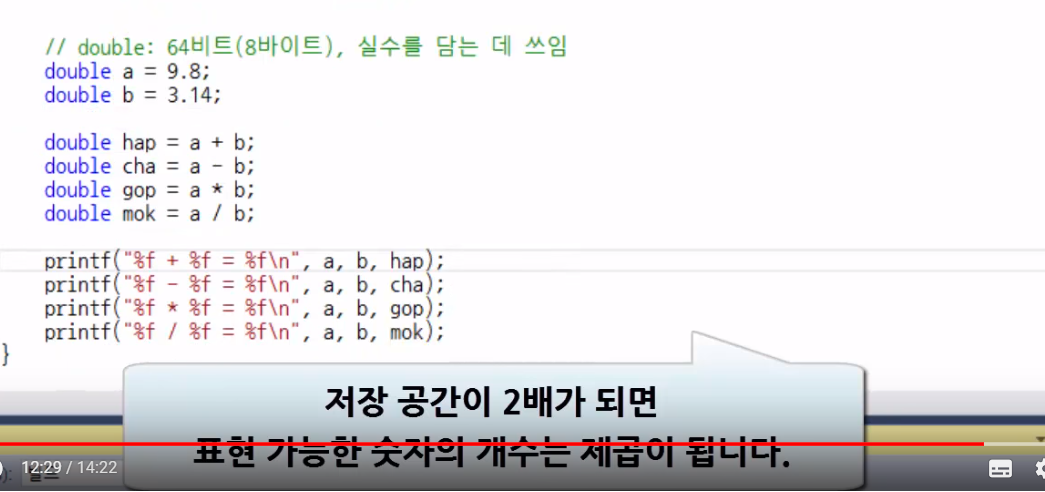 // double: 64비트(8바이트), 실수를 담는 데 쓰임
double a = 9.8;
double b = 3.14;
double hap = a + b;
double cha = a - b;
double gop = a * b;
double mok = a / b;
printf("%f + %f = %f\n", a, b, hap);
printf("%f - %f = %f\n", a, b, cha);
printf("%f * %f = %f\n", a, b, gop);
printf("%f / %f = %f\n", a, b, mok);
}
저장 공간이 2배가 되면
표현 가능한 숫자의 개수는 제곱이 됩니다.
12:29 / 14:22